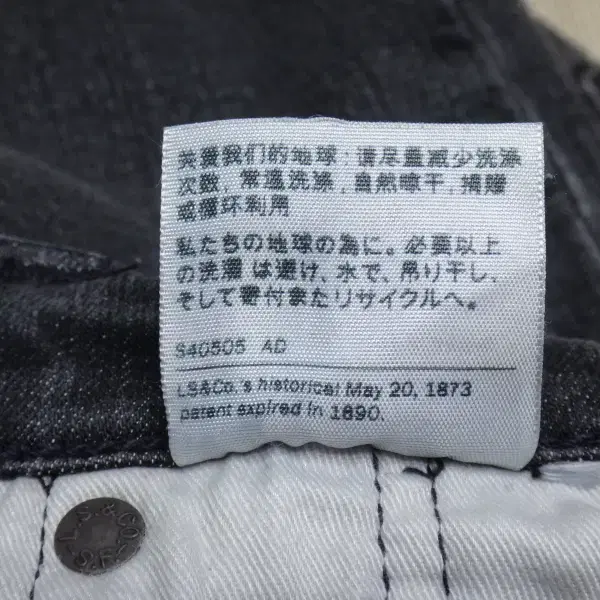 关爱我们的地球:请尽量减少洗涤
次数,常温洗涤,自然晾干,捐赠
或循环利用
私たちの地球の為に。必要以上
の洗濯は避け、水で、吊り干し、
そして寄付またリサイクルへ。
S40505 AD
LS&Co.'s historical May 20, 1873
patent expired in 1890.
L.S.&CO.
S.F.